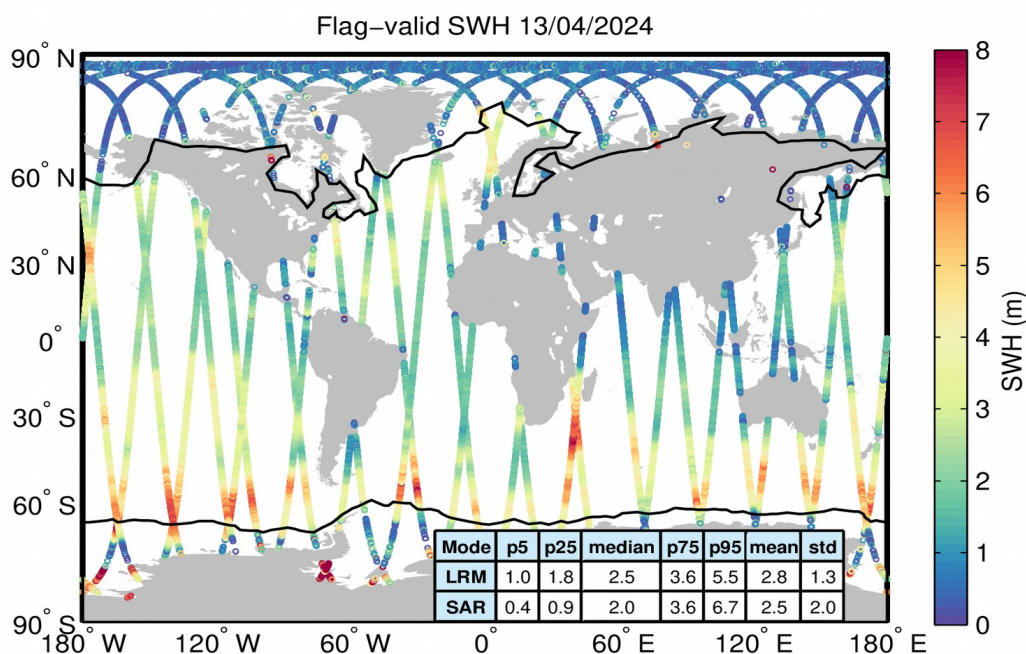 Flag−valid SWH 13/04/2024
90° N
60° N
30° N
0°
30° S
60° S
90° S
180° W
120° W
60° W
0°
60° E
120° E
180° E
Mode p5 p25 median p75 p95 mean std
LRM 1.0 1.8 2.5 3.6 5.5 2.8 1.3
SAR 0.4 0.9 2.0 3.6 6.7 2.5 2.0
8
7
6
5
4
3
2
1
0
SWH (m)